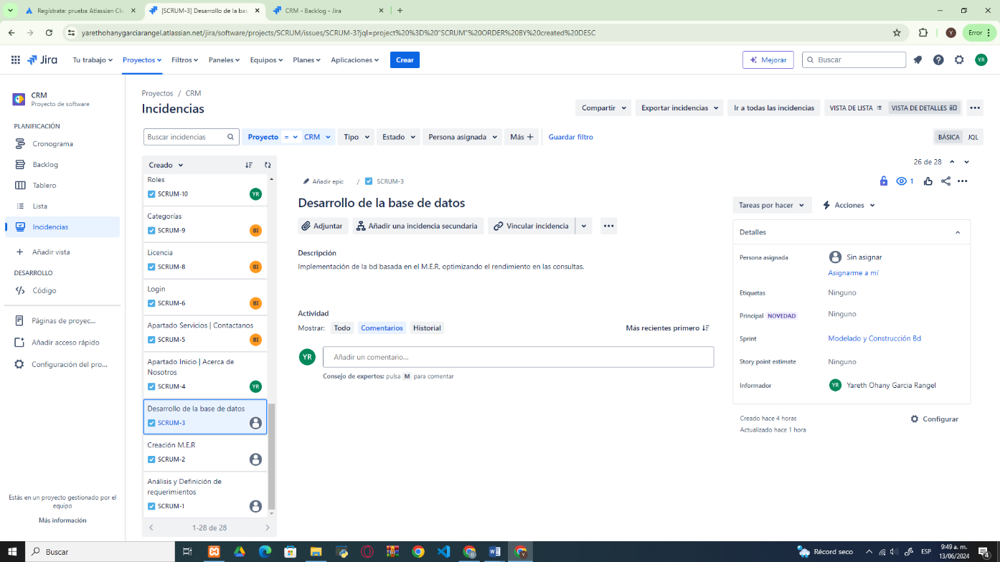 Regístrate: prueba Atlassian Clo
[SCRUM-3] Desarrollo de la bas
CRM - Backlog - Jira
yarethohanygarciarangel.atlassian.net/jira/software/projects/SCRUM/issues/SCRUM-3?jql=project%20%3D%20"SCRUM"%20ORDER%20BY%20created%20DESC
Y
Error
Jira
Tu trabajo
Proyectos
Filtros
Paneles
Equipos
Planes
Aplicaciones
Crear
Mejorar
Buscar
YR
CRM
Proyecto de software
PLANIFICACIÓN
Cronograma
Backlog
Tablero
Lista
Incidencias
Añadir vista
DESARROLLO
Código
Páginas de proyec...
Añadir acceso rápido
Configuración del pro...
Estás en un proyecto gestionado por el
equipo
Más información
Proyectos / CRM
Incidencias
Compartir
Exportar incidencias
Ir a todas las incidencias
VISTA DE LISTA
VISTA DE DETALLES
Buscar incidencias
Proyecto = CRM
Tipo
Estado
Persona asignada
Más +
Guardar filtro
BÁSICA
JQL
Creado
Roles
SCRUM-10
YR
Categorías
SCRUM-9
BI
Licencia
SCRUM-8
BI
Login
SCRUM-6
BI
Apartado Servicios | Contactanos
SCRUM-5
BI
Apartado Inicio | Acerca de
Nosotros
SCRUM-4
YR
Desarrollo de la base de datos
SCRUM-3
Creación M.E.R
SCRUM-2
Análisis y Definición de
requerimientos
SCRUM-1
1-28 de 28
26 de 28
Añadir epic / SCRUM-3
1
Desarrollo de la base de datos
Adjuntar
Añadir una incidencia secundaria
Vincular incidencia
Descripción
Implementación de la bd basada en el M.E.R, optimizando el rendimiento en las consultas.
Actividad
Mostrar: Todo Comentarios Historial
Más recientes primero
YR
Añadir un comentario...
Consejo de expertos: pulsa M para comentar
Tareas por hacer
Acciones
Detalles
Persona asignada
Sin asignar
Asignarme a mí
Etiquetas
Ninguno
Principal NOVEDAD
Ninguno
Sprint
Modelado y Construcción Bd
Story point estimate
Ninguno
Informador
YR
Yareth Ohany Garcia Rangel
Creado hace 4 horas
Actualizado hace 1 hora
Configurar
Buscar
Récord seco
ESP
9:49 a. m.
13/06/2024
4